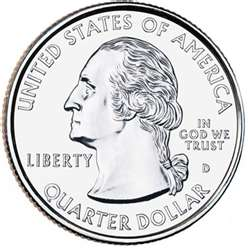 UNITED STATES OF AMERICA
LIBERTY
IN
GOD WE
TRUST
D
QUARTER DOLLAR